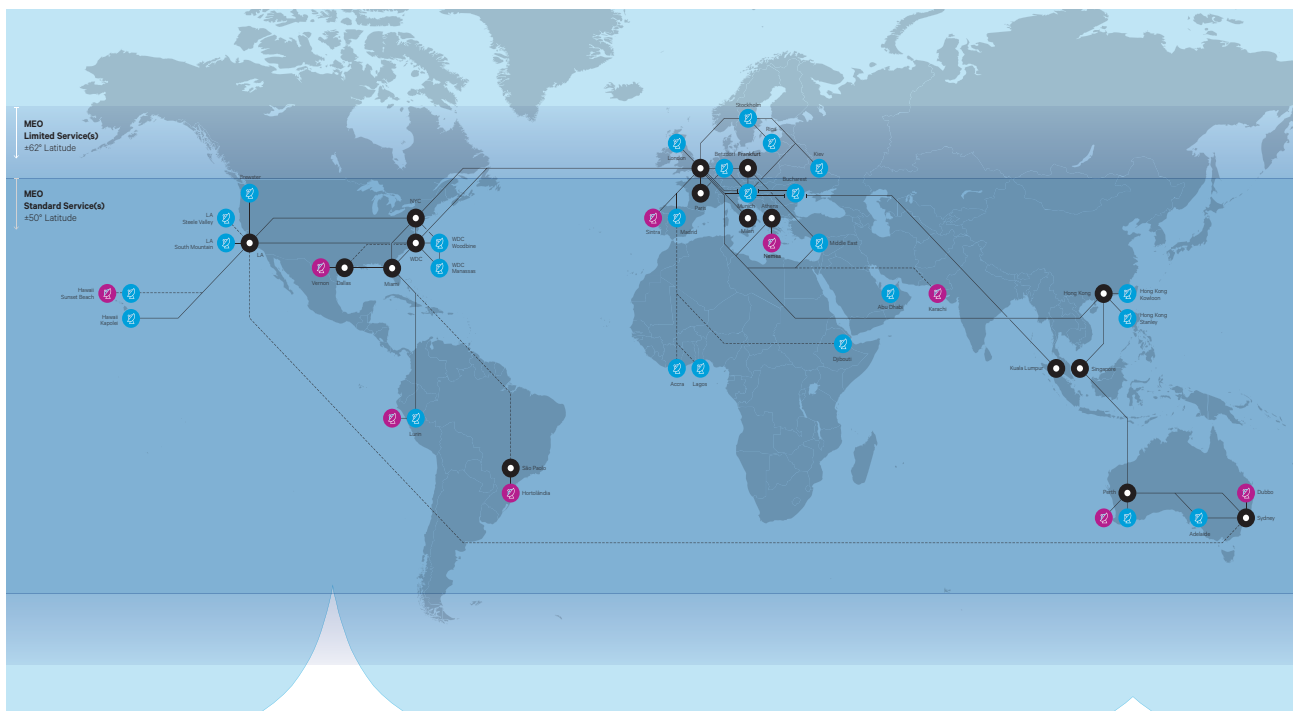 MEO
Limited Service(s)
±62° Latitude
MEO
Standard Service(s)
±50° Latitude
Stockholm
Riga
London
Frankfurt
Kiev
Brewster
Paris
Munich
Bucharest
LA
Steele Valley
NYC
Sintra
Madrid
Athens
LA
South Mountain
LA
WDC
WDC
Woodbine
Nemea
Middle East
WDC
Manassas
Vernon
Dallas
Miami
Hawaii
Sunset Beach
Hawaii
Kapolei
Abu Dhabi
Karachi
Hong Kong
Hong Kong
Kowloon
Hong Kong
Stanley
Djibouti
Accra
Lagos
Kuala Lumpur
Singapore
Lurin
São Paulo
Hortolândia
Perth
Dubbo
Adelaide
Sydney